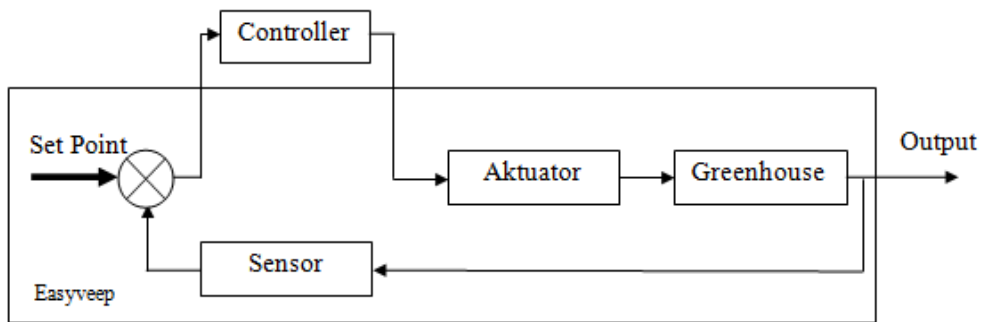 Controller
Set Point
Aktuator
Greenhouse
Output
Sensor
Easyveep